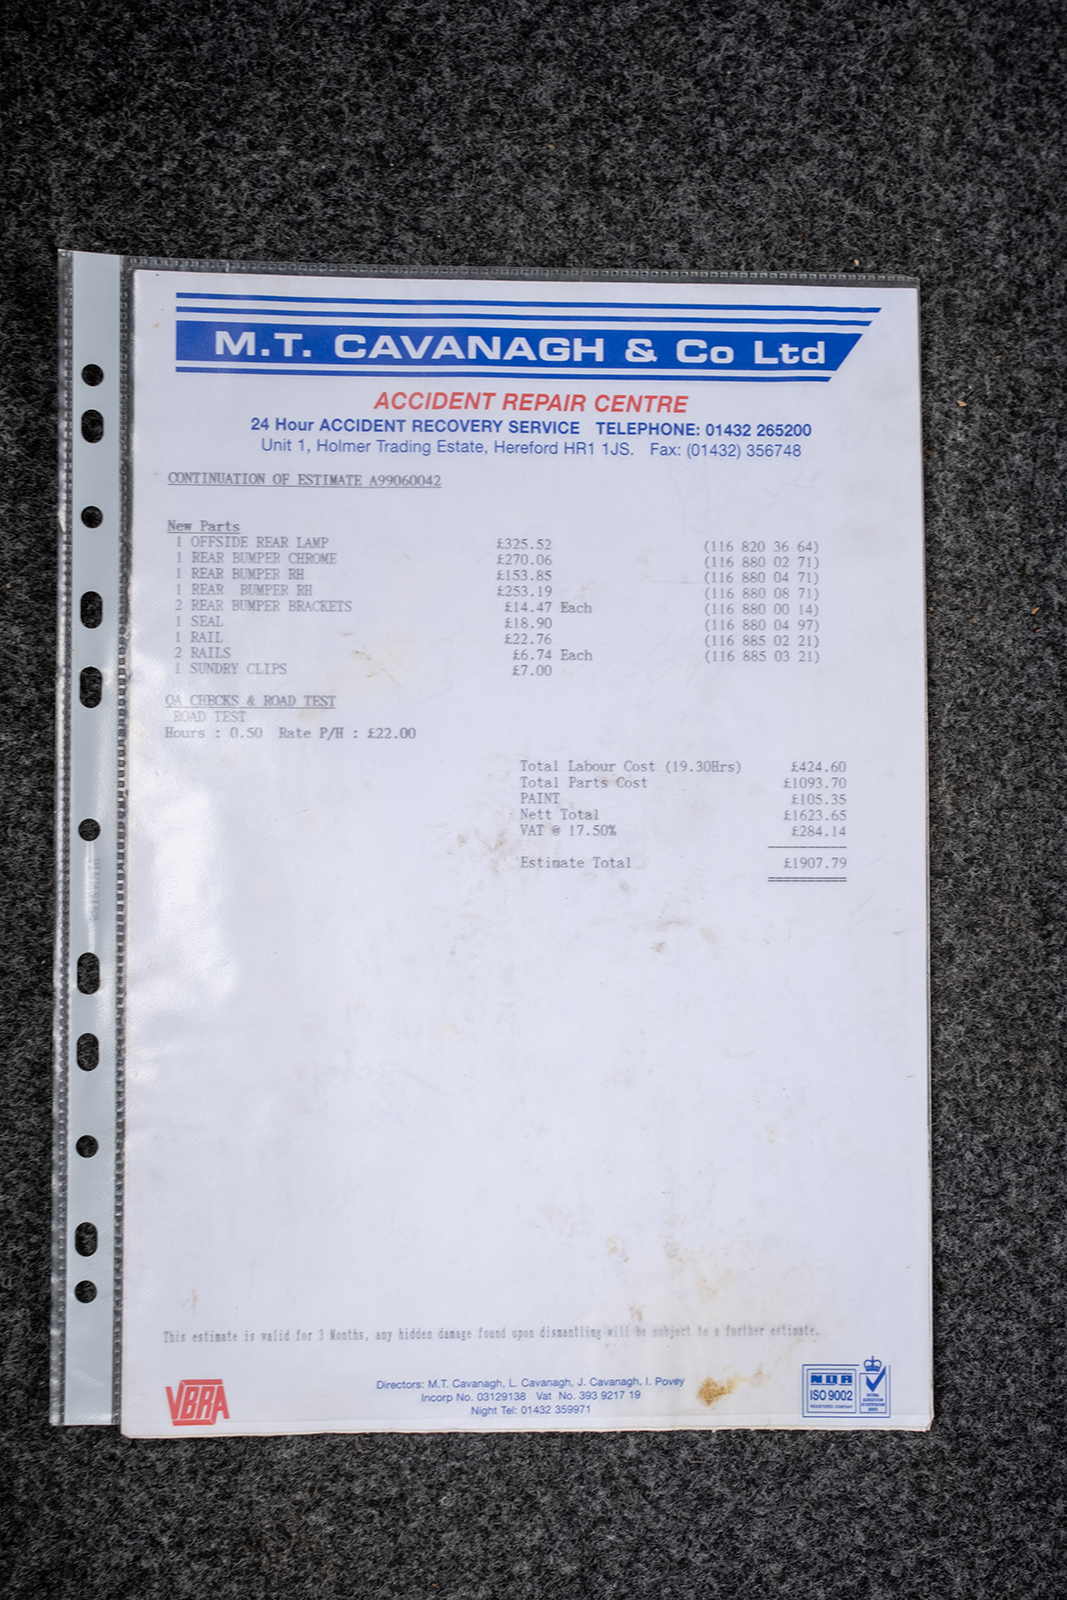 M.T. CAVANAGH & Co Ltd
ACCIDENT REPAIR CENTRE
24 Hour ACCIDENT RECOVERY SERVICE TELEPHONE: 01432 265200
Unit 1, Holmer Trading Estate, Hereford HR1 1JS. Fax: (01432) 356748
CONTINUATION OF ESTIMATE A99060042
New Parts
1 OFFSIDE REAR LAMP £325.52 (116 820 36 64)
1 REAR BUMPER CHROME £270.06 (116 880 02 71)
1 REAR BUMPER RH £153.85 (116 880 04 71)
1 REAR BUMPER RH £253.19 (116 880 08 71)
2 REAR BUMPER BRACKETS £14.47 Each (116 880 00 14)
1 SEAL £18.90 (116 880 04 97)
1 RAIL £22.76 (116 885 02 21)
2 RAILS £6.74 Each (116 885 03 21)
1 SUNDRY CLIPS £7.00
QA CHECKS & ROAD TEST
ROAD TEST
Hours : 0.50 Rate P/H : £22.00
Total Labour Cost (19.30Hrs) £424.60
Total Parts Cost £1093.70
PAINT £105.35
Nett Total £1623.65
VAT @ 17.50% £284.14
Estimate Total £1907.79
This estimate is valid for 3 Months, any hidden damage found upon dismantling will be subject to a further estimate.
Directors: M.T. Cavanagh, L. Cavanagh, J. Cavanagh, I. Povey
Incorp No. 03129138 Vat No. 393 9217 19
Night Tel: 01432 359971
VBRA
NQA
ISO 9002
REGISTERED COMPANY